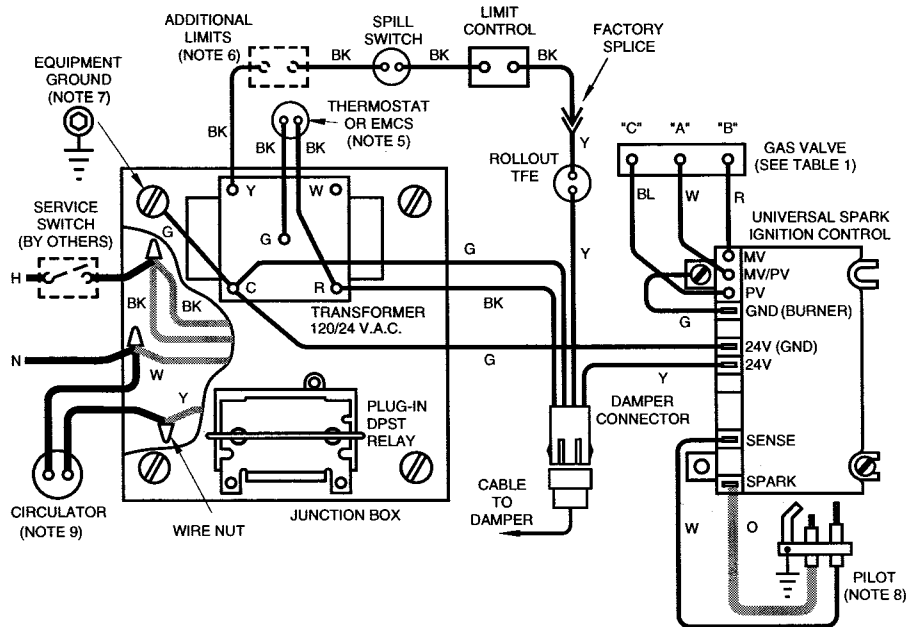 ADDITIONAL
LIMITS
(NOTE 6)
SPILL
SWITCH
LIMIT
CONTROL
FACTORY
SPLICE
BK
BK
BK
BK
EQUIPMENT
GROUND
(NOTE 7)
THERMOSTAT
OR EMCS
(NOTE 5)
BK
BK
BK
Y
ROLLOUT
TFE
Y
"C"
"A"
"B"
GAS VALVE
(SEE TABLE 1)
BL
W
R
UNIVERSAL SPARK
IGNITION CONTROL
MV
MV/PV
PV
GND (BURNER)
G
24V (GND)
24V
SENSE
SPARK
SERVICE
SWITCH
(BY OTHERS)
H
G
Y
W
G
C
R
TRANSFORMER
120/24 V.A.C.
G
BK
G
Y
BK
BK
N
W
Y
PLUG-IN
DPST
RELAY
DAMPER
CONNECTOR
CIRCULATOR
(NOTE 9)
WIRE NUT
JUNCTION BOX
CABLE
TO
DAMPER
W
O
PILOT
(NOTE 8)